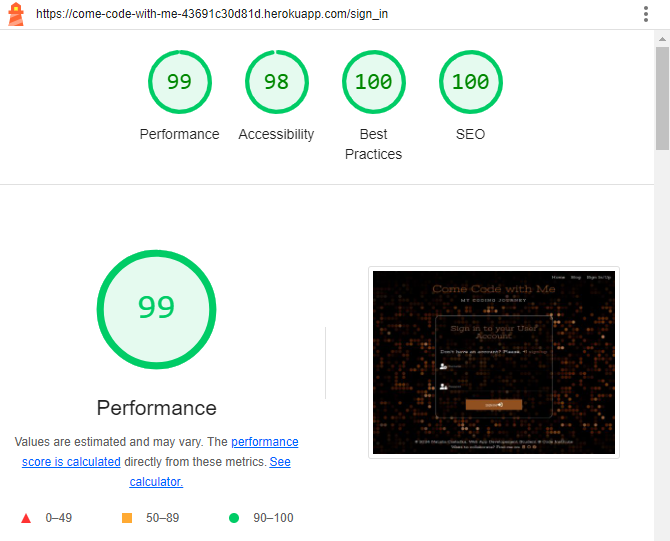 https://come-code-with-me-43691c30d81d.herokuapp.com/sign_in
99
98
100
100
Performance
Accessibility
Best
Practices
SEO
99
Performance
Values are estimated and may vary. The performance
score is calculated directly from these metrics. See
calculator.
0–49
50–89
90–100
Home Blog Sign In/Up
Come Code with Me
MY CODING JOURNEY
Sign in to your User
Account
Don't have an account? Please,